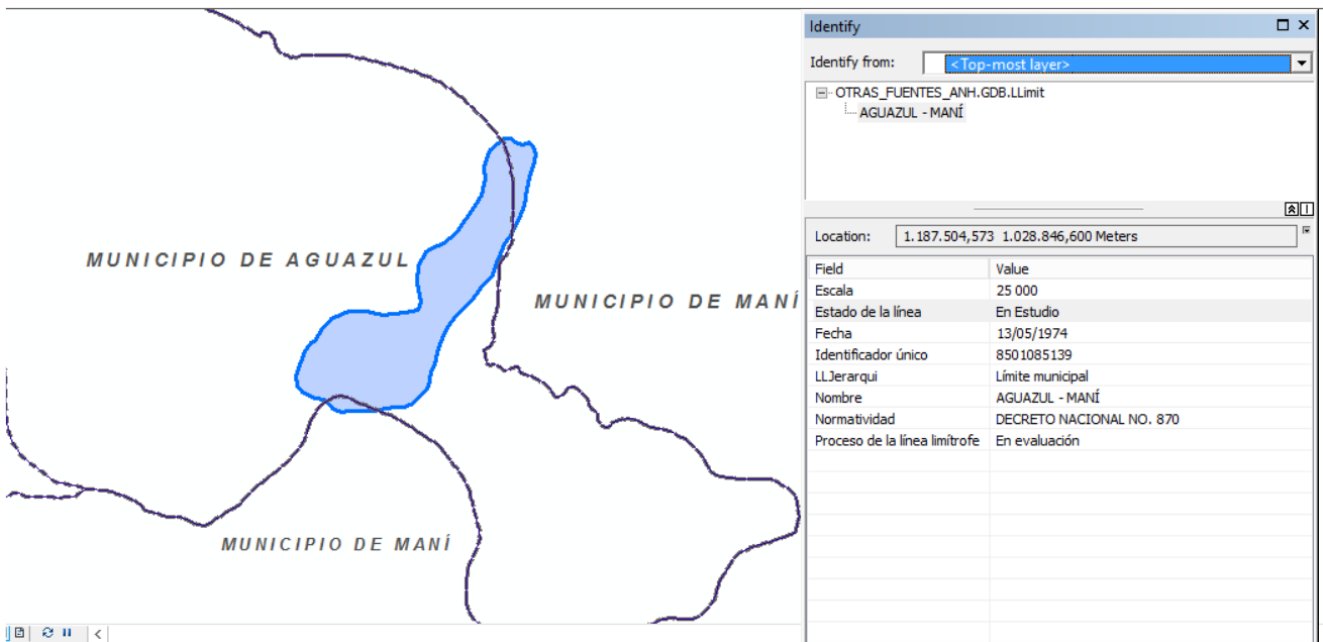 Identify
Identify from: <Top-most layer>
OTRAS_FUENTES_ANH.GDB.LLimit
AGUAZUL - MANÍ
Location: 1.187.504,573 1.028.846,600 Meters
Field Value
Escala 25 000
Estado de la línea En Estudio
Fecha 13/05/1974
Identificador único 8501085139
LLJerarqui Límite municipal
Nombre AGUAZUL - MANÍ
Normatividad DECRETO NACIONAL NO. 870
Proceso de la línea limítrofe En evaluación
MUNICIPIO DE AGUAZUL
MUNICIPIO DE MANÍ
MUNICIPIO DE MANÍ